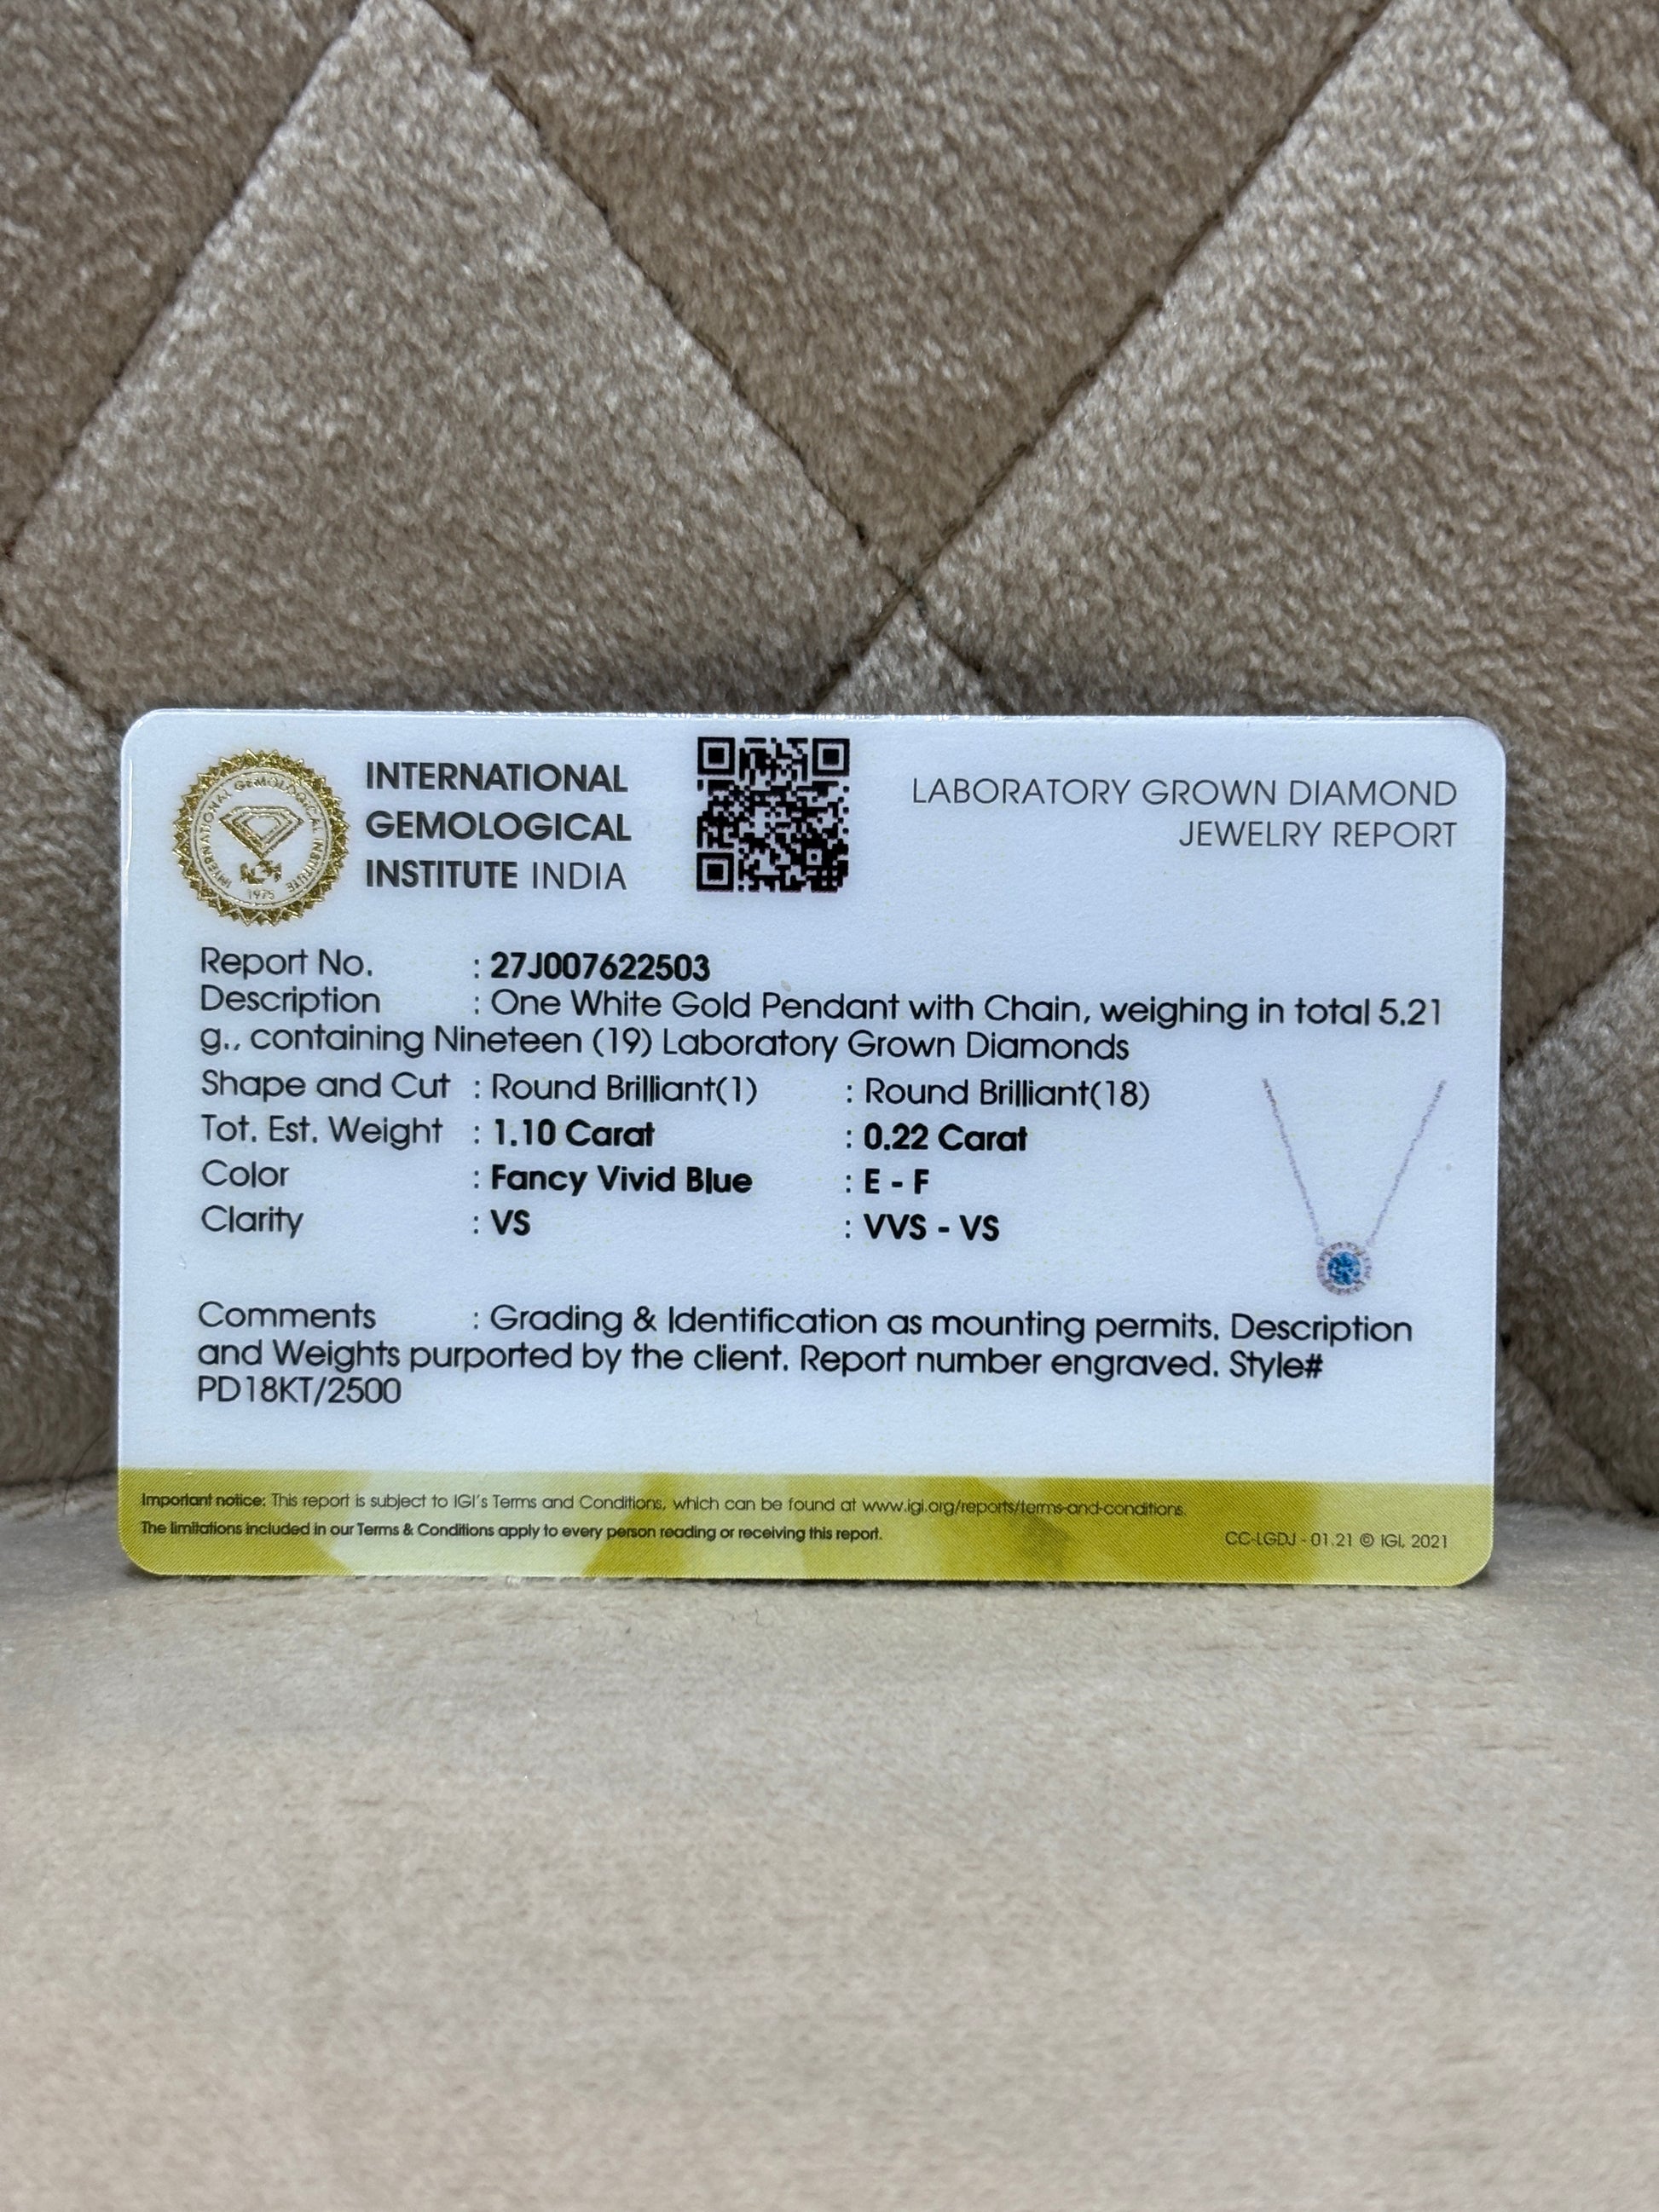 INTERNATIONAL
GEMOLOGICAL
INSTITUTE INDIA
INTERNATIONAL GEMOLOGICAL INSTITUTE
IGI
1975
LABORATORY GROWN DIAMOND
JEWELRY REPORT
Report No. : 27J007622503
Description : One White Gold Pendant with Chain, weighing in total 5.21
g., containing Nineteen (19) Laboratory Grown Diamonds
Shape and Cut : Round Brilliant(1) : Round Brilliant(18)
Tot. Est. Weight : 1.10 Carat : 0.22 Carat
Color : Fancy Vivid Blue : E - F
Clarity : VS : VVS - VS
Comments : Grading & Identification as mounting permits. Description
and Weights purported by the client. Report number engraved. Style#
PD18KT/2500
Important notice: This report is subject to IGI's Terms and Conditions, which can be found at www.igi.org/reports/terms-and-conditions.
The limitations included in our Terms & Conditions apply to every person reading or receiving this report.
CC-LGDJ - 01.21 © IGI, 2021